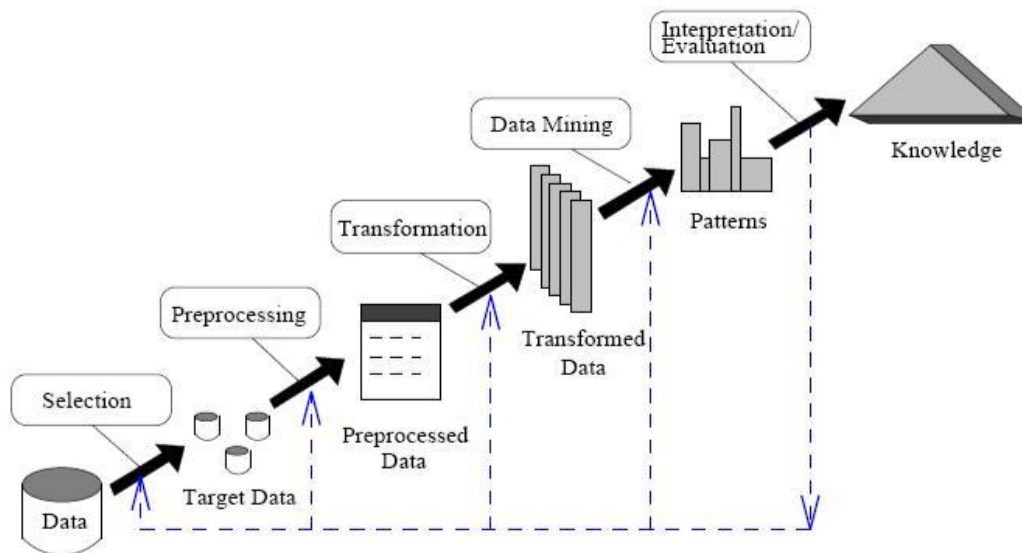 Interpretation/
Evaluation
Data Mining
Knowledge
Transformation
Patterns
Preprocessing
Transformed
Data
Selection
Preprocessed
Data
Target Data
Data